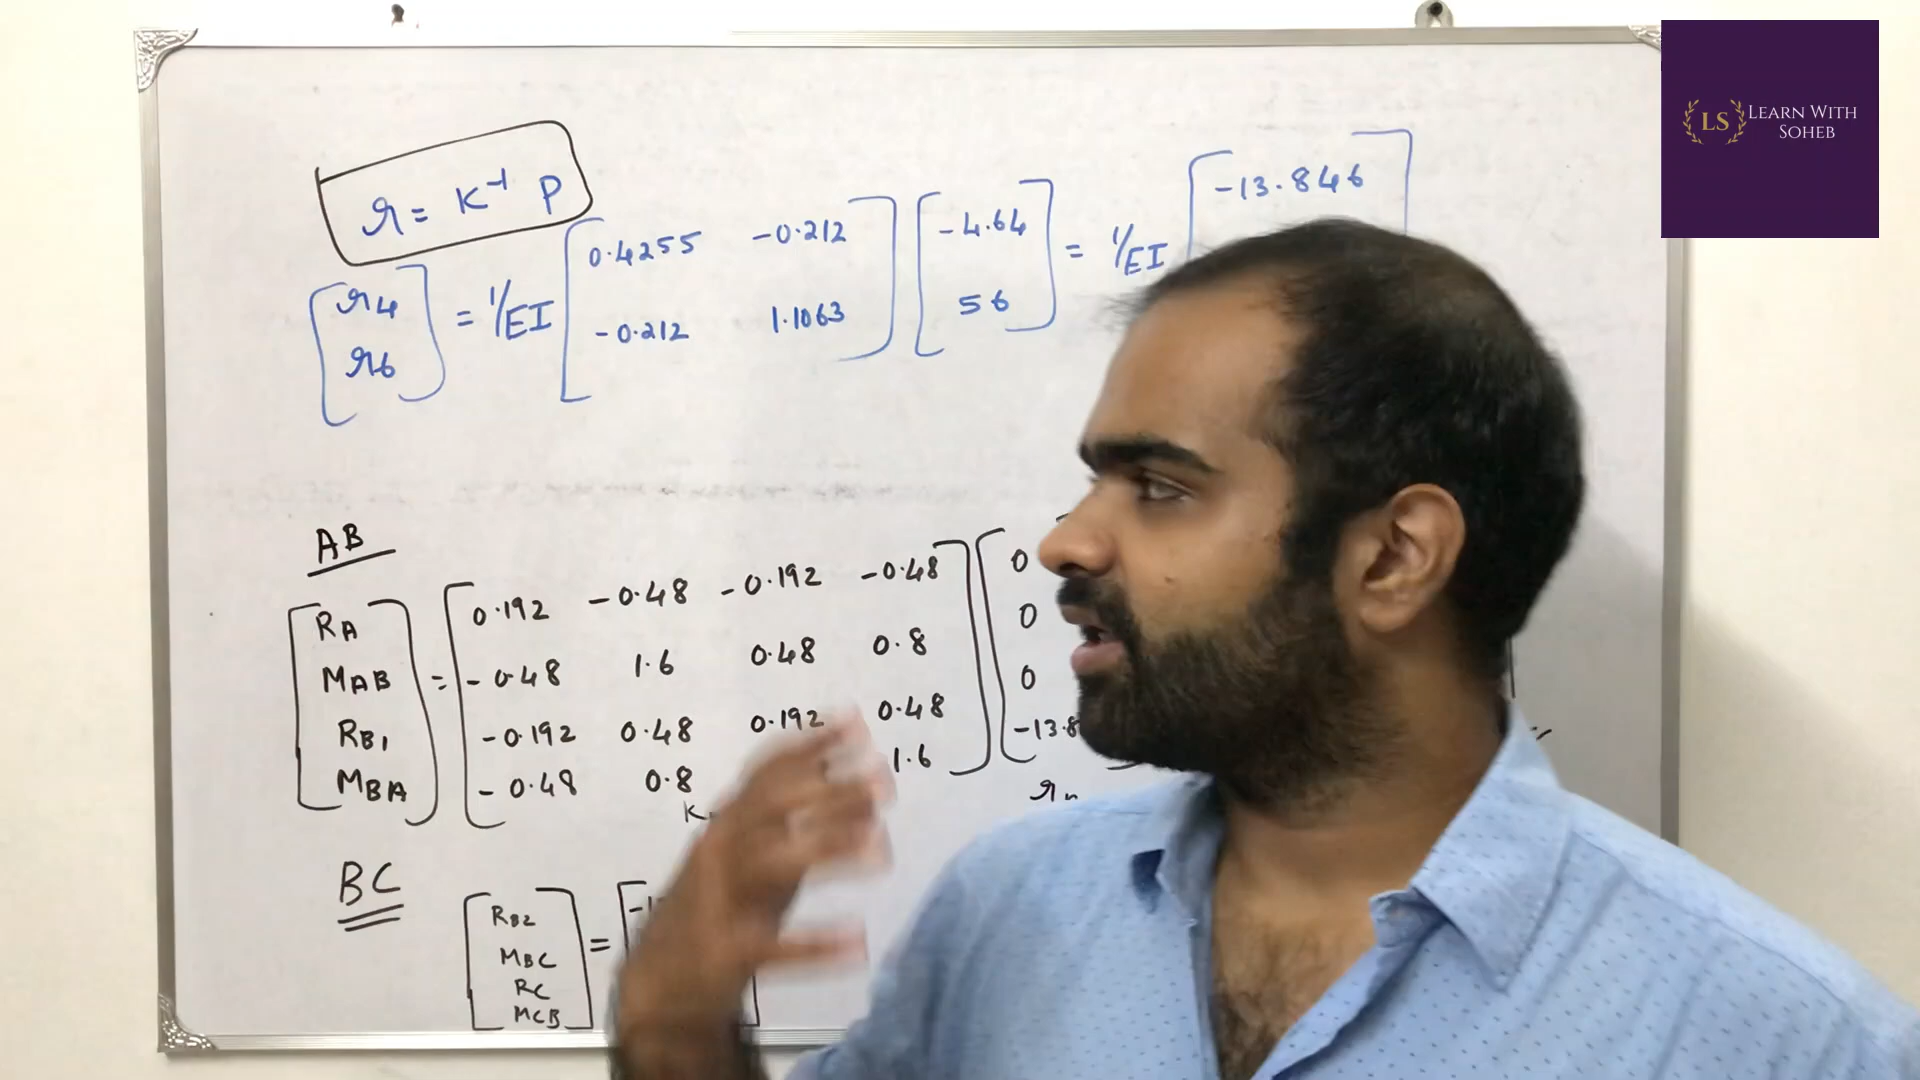 r = K⁻¹ P
[r4 r6] = 1/EI [0.4255 -0.212 -0.212 1.1063] [-4.64 56] = 1/EI [-13.846
AB
RA 0.192 -0.48 -0.192 -0.48 0
MAB = -0.48 1.6 0.48 0.8 0
RB1 -0.192 0.48 0.192 0.48 0
MBA -0.48 0.8 1.6 -13.8
BC
RB2
MBC =
RC
MCB
LS LEARN WITH
SOHEB